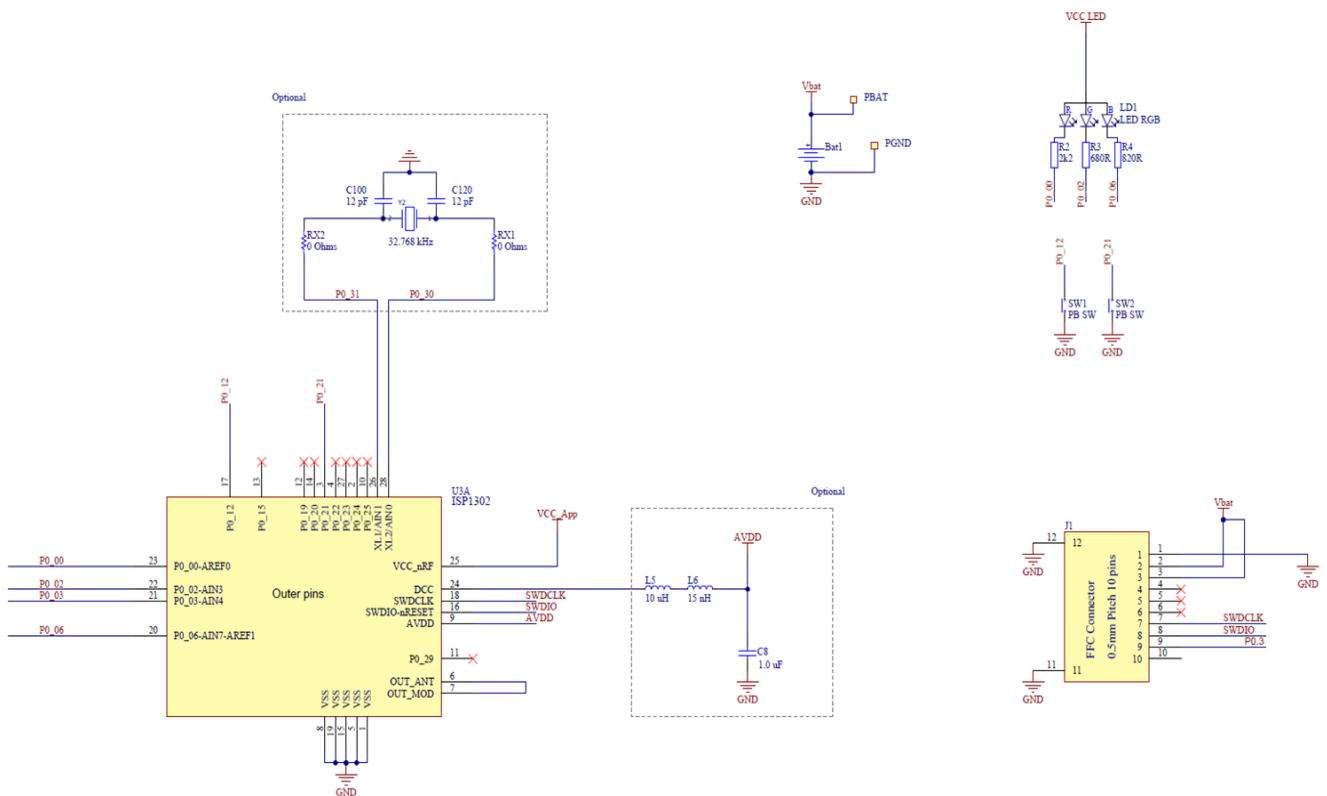 VCC LED
Optional
Vbat
PBAT
R
G
B
LD1
LED RGB
PGND
Bat1
R2
2k2
R3
680R
R4
820R
GND
P0_00
P0_02
P0_06
C100
12 pF
C120
12 pF
Y2
2
1
32.768 kHz
RX2
0 Ohms
RX1
0 Ohms
P0_31
P0_30
P0_12
P0_21
SW1
PB SW
SW2
PB SW
GND
GND
P0_12
P0_21
17
13
12
14
3
4
27
2
10
26
28
U3A
ISP1302
P0_12
P0_15
P0_19
P0_20
P0_21
P0_22
P0_23
P0_24
P0_25
XL1/AIN1
XL2/AIN0
VCC_App
Optional
AVDD
P0_00
23
P0_00-AREF0
VCC_nRF
25
P0_02
22
P0_02-AIN3
DCC
24
L5
10 uH
L6
15 nH
P0_03
21
P0_03-AIN4
SWDCLK
18
SWDCLK
SWDIO-nRESET
16
SWDIO
AVDD
9
AVDD
Outer pins
P0_06
20
P0_06-AIN7-AREF1
P0_29
11
OUT_ANT
6
OUT_MOD
7
C8
1.0 uF
GND
VSS
VSS
VSS
VSS
VSS
8
19
15
5
1
GND
Vbat
J1
12
12
GND
1
1
2
2
3
3
GND
4
4
5
5
6
6
7
7
SWDCLK
8
8
SWDIO
9
9
P0.3
10
10
11
11
GND
FFC Connector
0.5mm Pitch 10 pins